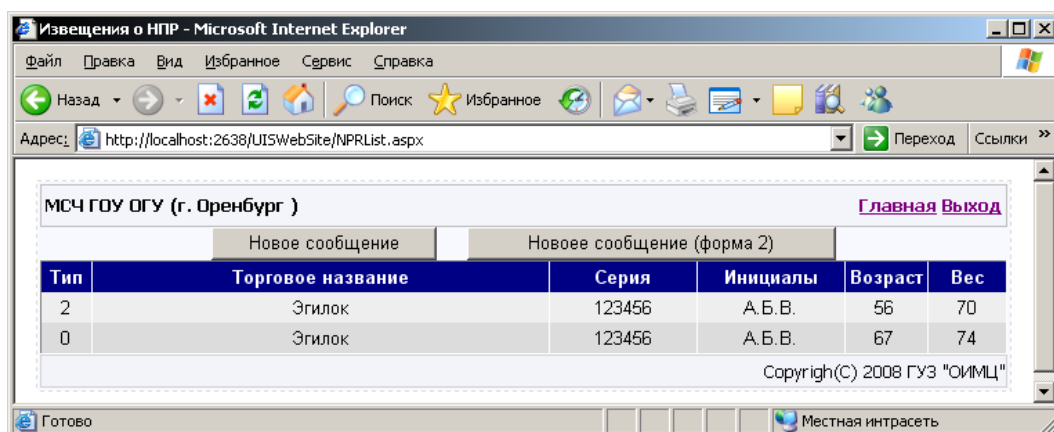 Извещения о НПР - Microsoft Internet Explorer
Файл Правка Вид Избранное Сервис Справка
Назад Поиск Избранное
Адрес: http://localhost:2638/UISWebSite/NPRList.aspx Переход Ссылки »
МСЧ ГОУ ОГУ (г. Оренбург ) Главная Выход
Новое сообщение Новоее сообщение (форма 2)
Тип Торговое название Серия Инициалы Возраст Вес
2 Эгилок 123456 А.Б.В. 56 70
0 Эгилок 123456 А.Б.В. 67 74
Copyrigh(C) 2008 ГУЗ "ОИМЦ"
Готово Местная интрасеть